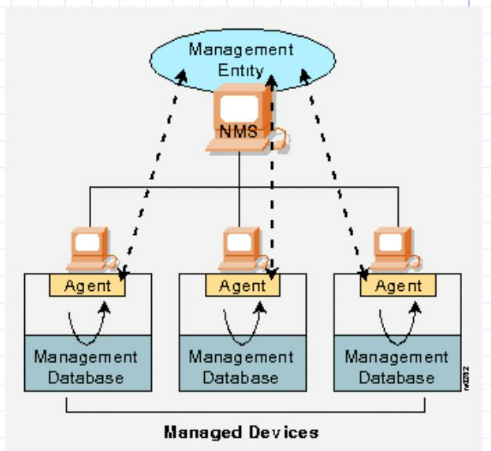 Management
Entity
NMS
Agent
Agent
Agent
Management
Database
Management
Database
Management
Database
Managed Devices